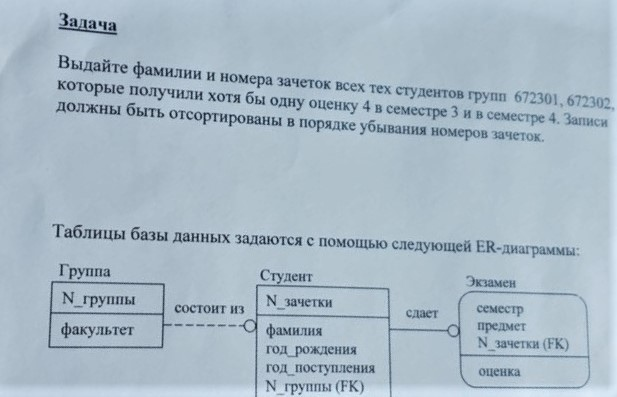 Задача
Выдайте фамилии и номера зачеток всех тех студентов групп 672301, 672302,
которые получили хотя бы одну оценку 4 в семестре 3 и в семестре 4. Записи
должны быть отсортированы в порядке убывания номеров зачеток.
Таблицы базы данных задаются с помощью следующей ER-диаграммы:
Группа
N_группы
факультет
состоит из
Студент
N_зачетки
фамилия
год_рождения
год_поступления
N_группы (FK)
сдает
Экзамен
семестр
предмет
N_зачетки (FK)
оценка